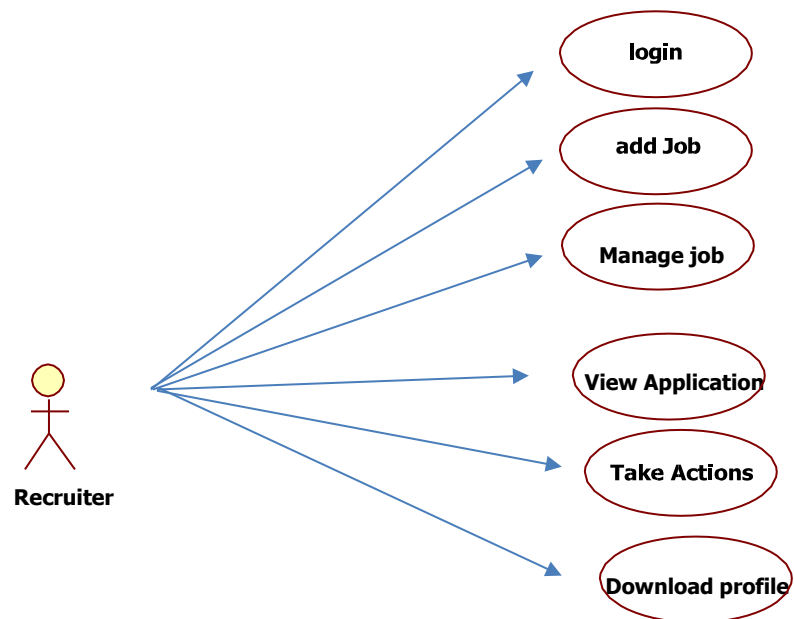 login
add Job
Manage job
View Application
Take Actions
Recruiter
Download profile